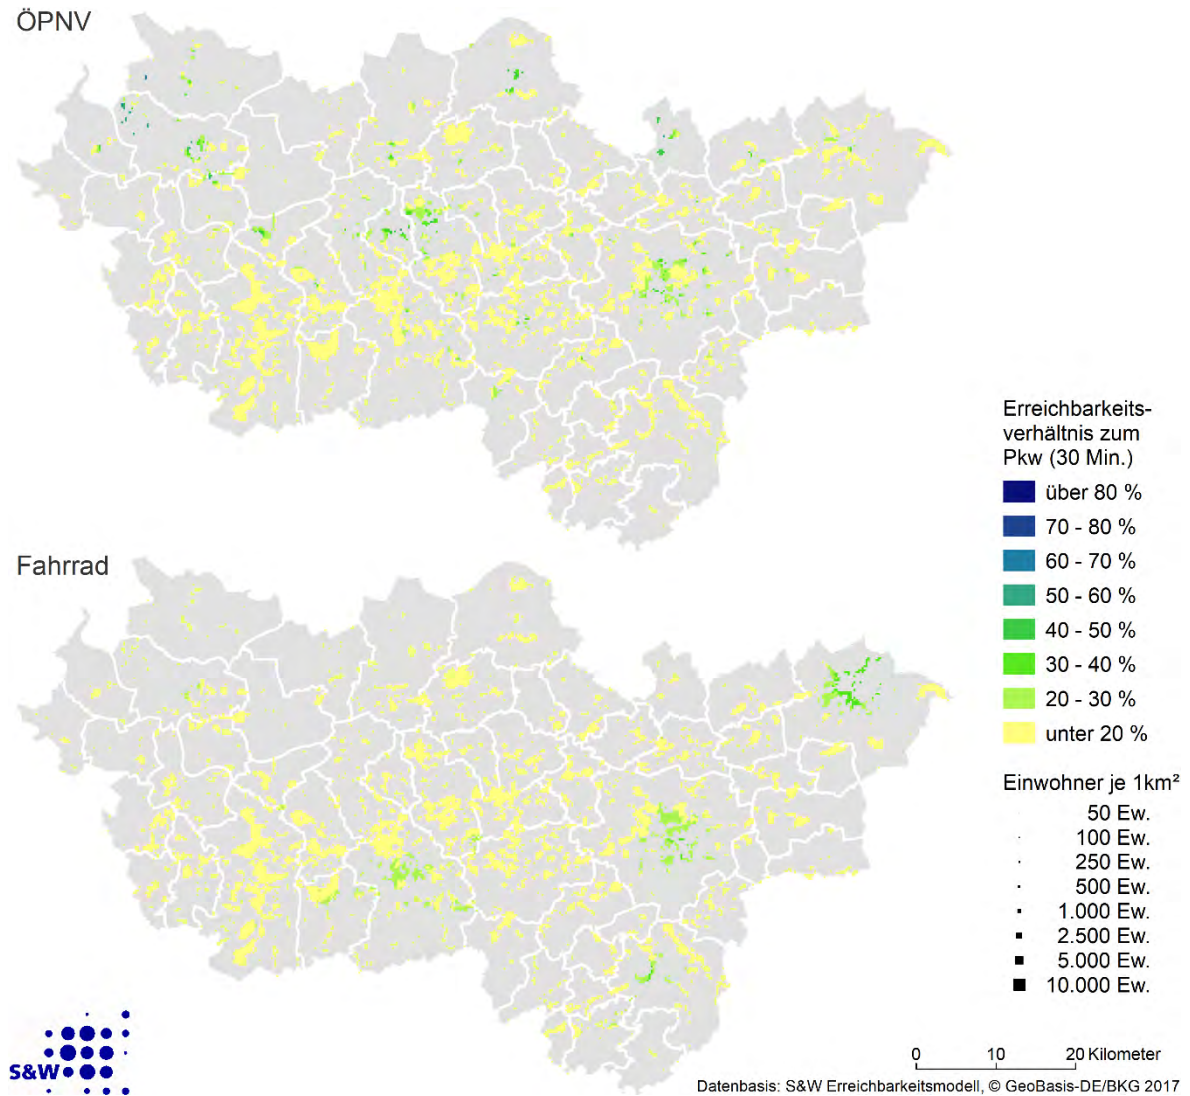 ÖPNV
Fahrrad
Erreichbarkeits-
verhältnis zum
Pkw (30 Min.)
über 80 %
70 - 80 %
60 - 70 %
50 - 60 %
40 - 50 %
30 - 40 %
20 - 30 %
unter 20 %
Einwohner je 1km²
50 Ew.
100 Ew.
250 Ew.
500 Ew.
1.000 Ew.
2.500 Ew.
5.000 Ew.
10.000 Ew.
S&W
0 10 20 Kilometer
Datenbasis: S&W Erreichbarkeitsmodell, © GeoBasis-DE/BKG 2017